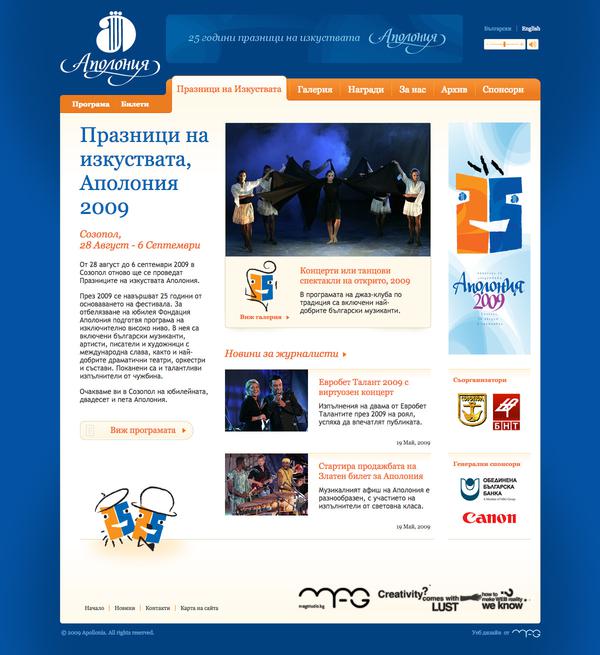 Аполония
25 години празници на изкуствата Аполония
Български | English
Програма Билети
Празници на Изкуствата Галерия Награди За нас Архив Спонсори
Празници на
изкуствата,
Аполония
2009
Созопол,
28 Август - 6 Септември
От 28 август до 6 септември 2009 в
Созопол отново ще се проведат
Празниците на изкуствата Аполония.
През 2009 се навършват 25 години от
основаването на фестивала. За
отбелязване на юбилея Фондация
Аполония подготвя програма на
изключително високо ниво. В нея са
включени български музиканти,
артисти, писатели и художници с
международна слава, както и най-
добрите драматични театри, оркестри
и състави. Поканени са и талантливи
изпълнители от чужбина.
Очакваме ви в Созопол на юбилейната,
двадесет и пета Аполония.
Виж програмата
Концерти или танцови
спектакли на открито, 2009
В програмата на джаз-клуба по
традиция са включени най-
добрите български музиканти.
Виж галерия
Новини за журналисти
Евробет Талант 2009 с
виртуозен концерт
Изпълнения на двама от Евробет
Талантите през 2009 на роял,
успяха да впечатлят публиката.
19 Май, 2009
Стартира продажбата на
Златен билет за Аполония
Музикалният афиш на Аполония е
разнообразен, с участието на
изпълнители от световна класа.
19 Май, 2009
25
Аполония
2009
Съорганизатори
БНТ
Генерални спонсори
ОБЕДИНЕНА
БЪЛГАРСКА
БАНКА
Canon
Начало | Новини | Контакти | Карта на сайта
MFG
magstudio.bg
Creativity?
comes with
LUST
how to
make WEB reality
we know
© 2009 Apollonia. All rights reserved.
Уеб дизайн от MFG